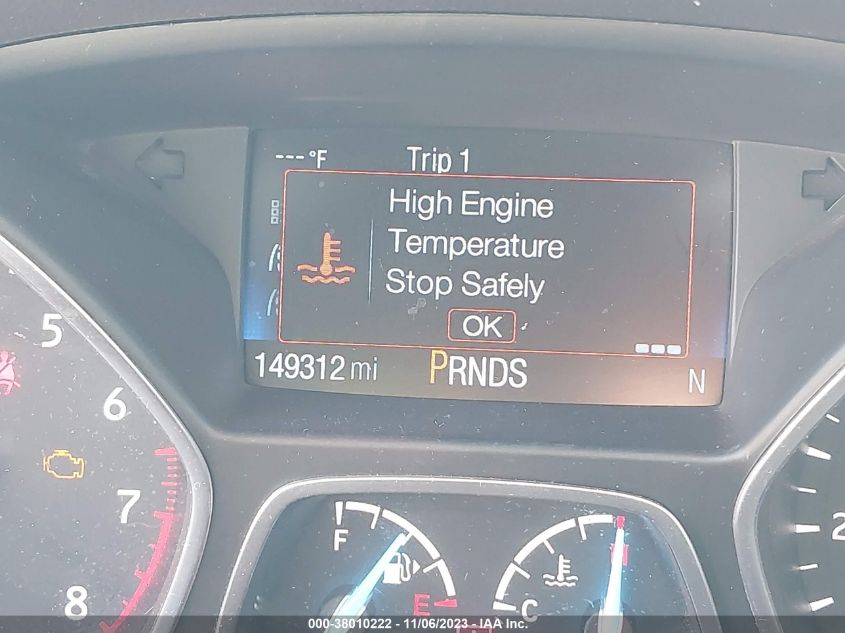 ---°F Trip 1
High Engine
Temperature
Stop Safely
OK
149312 mi PRNDS N
5
6
7
8
F
E
C
2
000-38010222 - 11/06/2023 - IAA Inc.